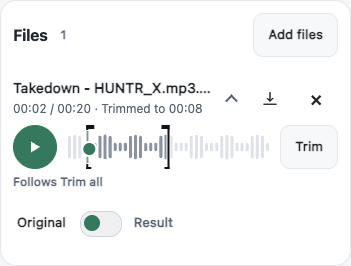 Files 1 Add files
Takedown - HUNTR_X.mp3....
00:02 / 00:20 · Trimmed to 00:08
Trim
Follows Trim all
Original Result